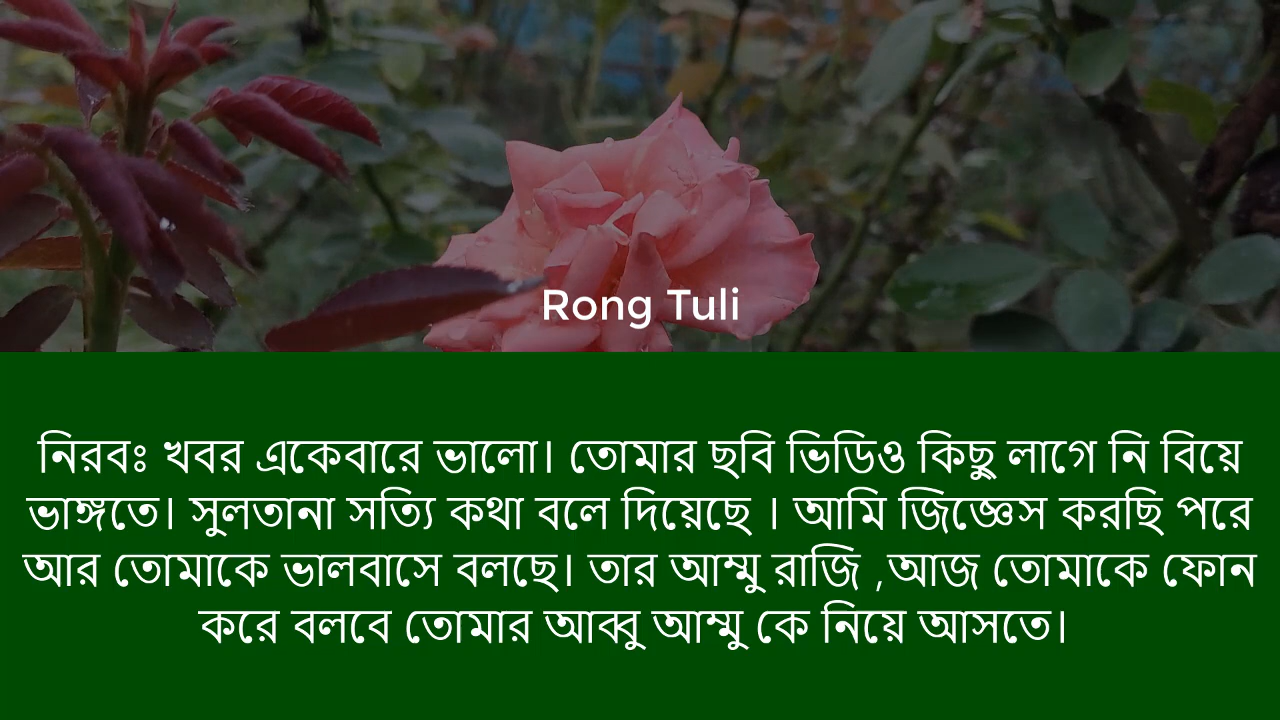 Rong Tuli
নিরবঃ খবর একেবারে ভালো। তোমার ছবি ভিডিও কিছু লাগে নি বিয়ে
ভাঙ্গতে। সুলতানা সত্যি কথা বলে দিয়েছে । আমি জিজ্ঞেস করছি পরে
আর তোমাকে ভালবাসে বলছে। তার আম্মু রাজি ,আজ তোমাকে ফোন
করে বলবে তোমার আব্বু আম্মু কে নিয়ে আসতে।